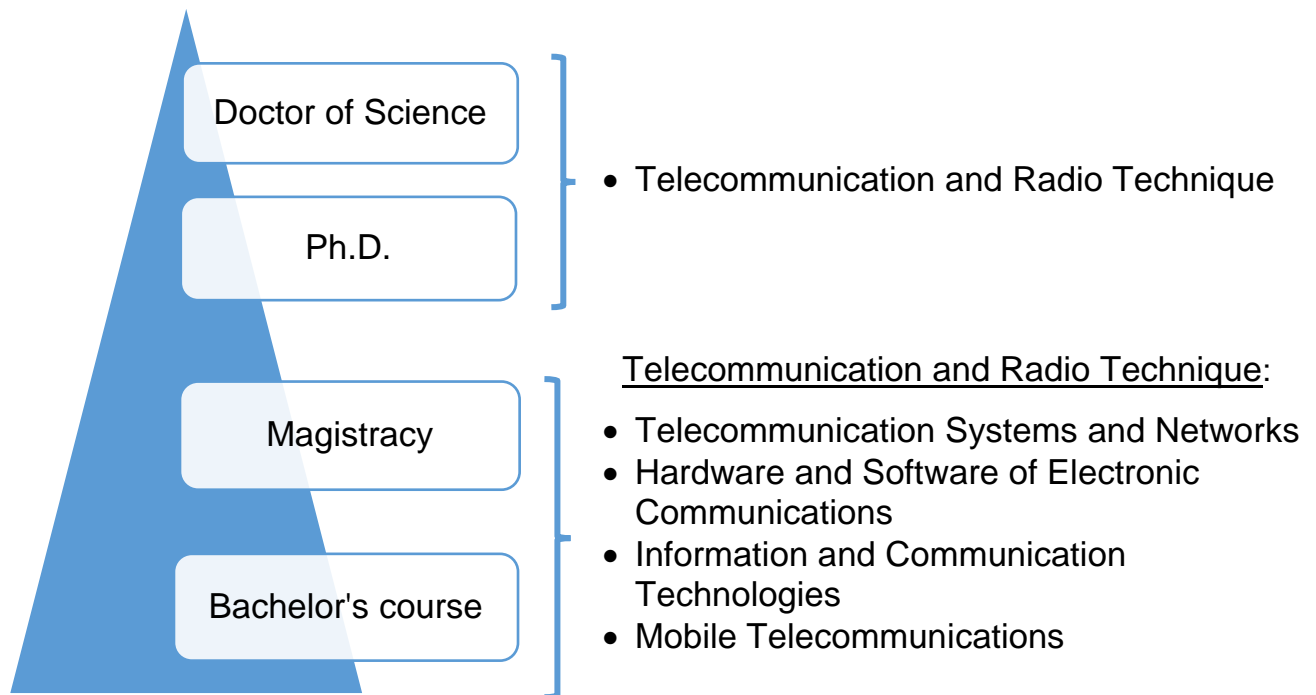 Doctor of Science
Ph.D.
• Telecommunication and Radio Technique
Magistracy
Bachelor's course
Telecommunication and Radio Technique:
• Telecommunication Systems and Networks
• Hardware and Software of Electronic
Communications
• Information and Communication
Technologies
• Mobile Telecommunications